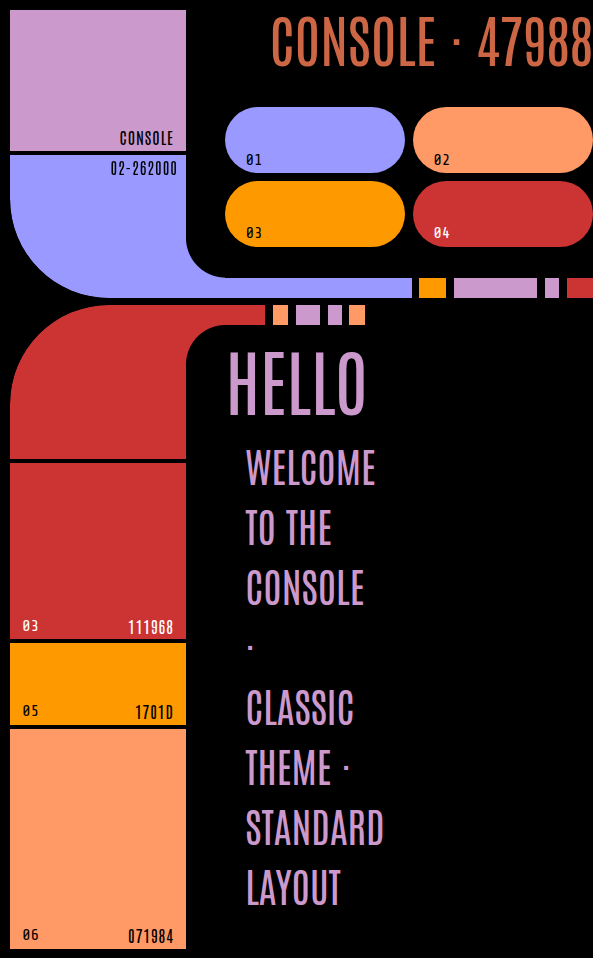 CONSOLE · 47988
CONSOLE
02-262000
01
02
03
04
HELLO
WELCOME
TO THE
CONSOLE
·
CLASSIC
THEME ·
STANDARD
LAYOUT
03 111968
05 1701D
06 071984